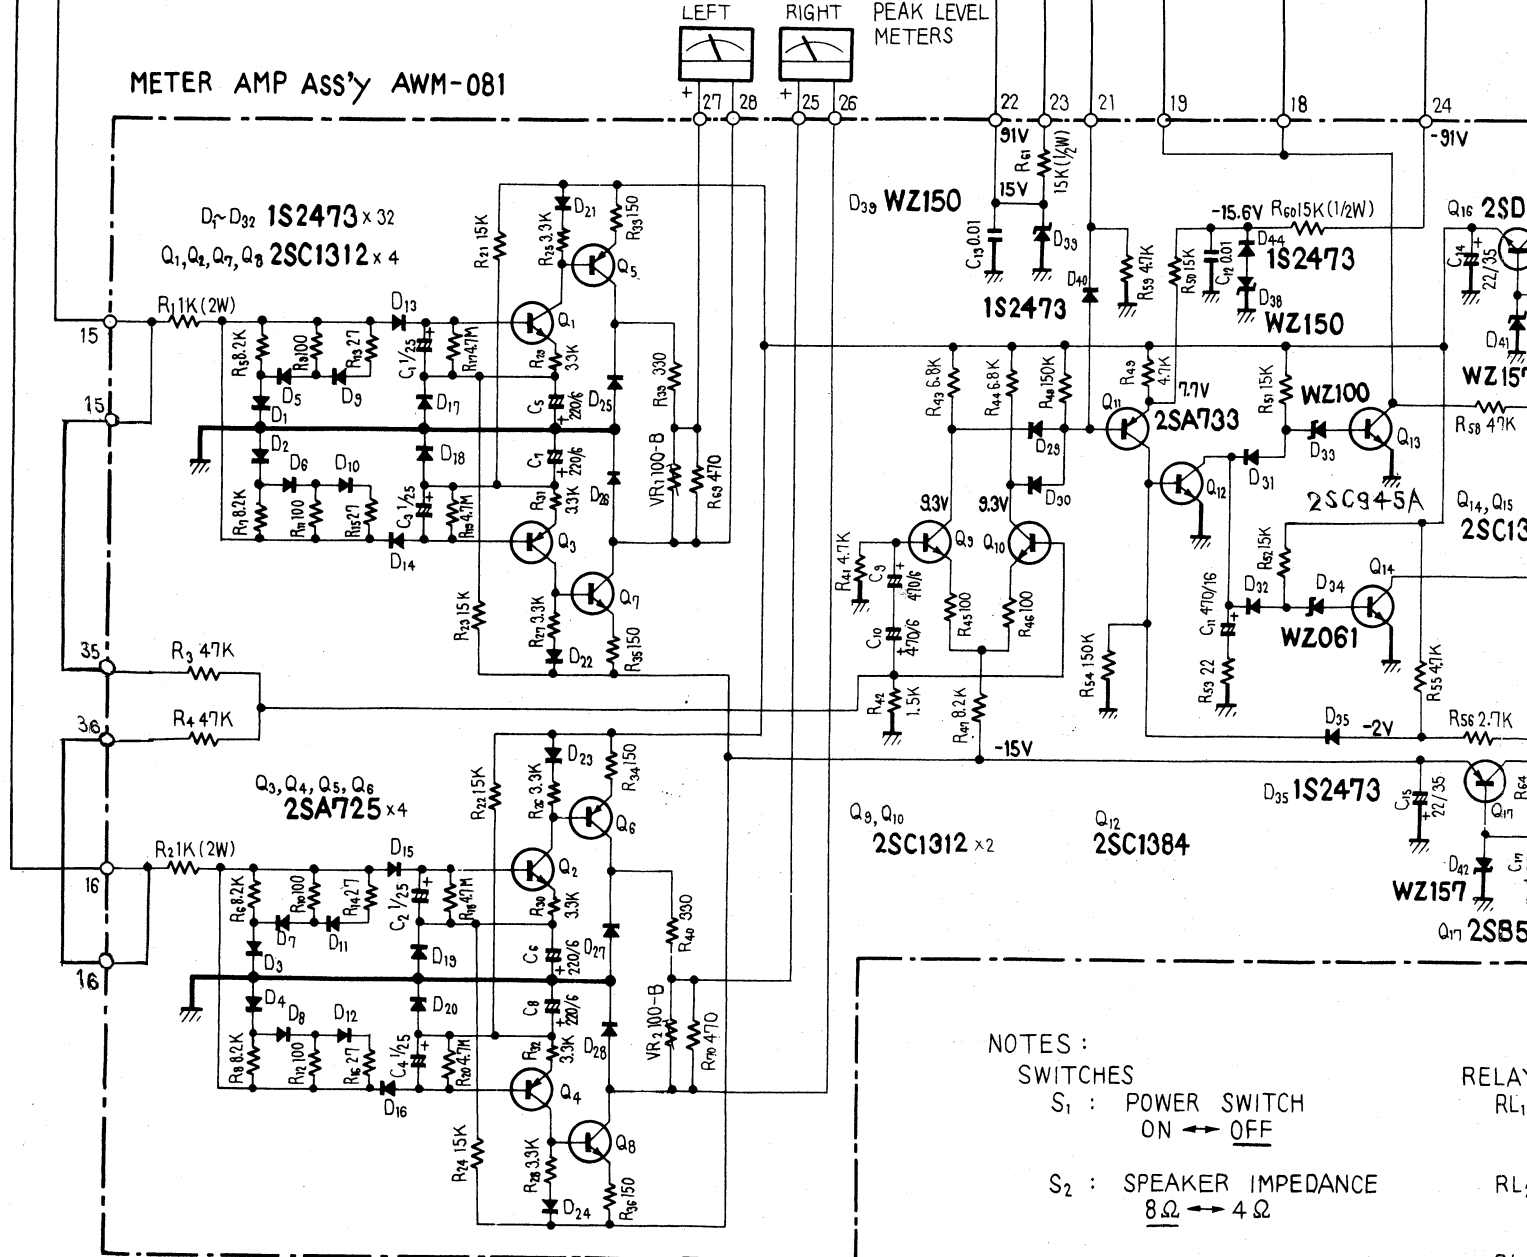 LEFT
RIGHT
PEAK LEVEL
METERS
METER AMP ASS'Y AWM-081
+ 27 28
+ 25 26
22
23
21
19
18
24
91V
-91V
R61
15K(½W)
15V
D39 WZ150
D1~D32 1S2473 x 32
Q1, Q2, Q7, Q8 2SC1312 x 4
C13 0.01
D39
1S2473
D40
R59 47K
R50 15K
C12 0.01
-15.6V R60 15K(1/2W)
D44
1S2473
D38
WZ150
Q16 2SD
C14
+
22/35
D41
WZ157
R21 15K
D21
R25 3.3K
R33 150
Q5
R1 1K(2W)
D13
Q1
15
R5 8.2K
R9 100
R13 27
C1 1/25
+
R17 4.7M
R29
3.3K
R39 330
D5
D9
D1
D17
C5
220/6
+
D25
15
D2
D18
C7
220/6
+
D6
D10
R7 8.2K
R11 100
R15 27
C3 1/25
+
R19 4.7M
R31
3.3K
D26
VR1 100-B
R69 470
D14
Q3
Q7
R23 15K
R27 3.3K
D22
R35 150
R43 6.8K
R44 6.8K
R48 150K
R49
4.7K
7.7V
Q11
2SA733
R51 15K
WZ100
Q13
R58 47K
D29
D30
D33
D31
Q12
2SC945A
Q14, Q15
2SC13
9.3V
9.3V
Q9
Q10
R41 4.7K
C9
+
470/6
C10
470/6
+
R45 100
R46 100
R52 15K
D32
D34
Q14
WZ061
C11 470/16
+
R53 22
R54 150K
R55 47K
R42
1.5K
R47 8.2K
-15V
D35
-2V
R56 2.7K
35
R3 47K
36
R4 47K
D35 1S2473
C15
+
22/35
Q17
R64
Q3, Q4, Q5, Q6
2SA725 x 4
Q9, Q10
2SC1312 x 2
Q12
2SC1384
D42
WZ157
C17
Q17 2SB5
R22 15K
D23
R26 3.3K
R34 150
Q6
R2 1K(2W)
D15
Q2
16
R6 8.2K
R10 100
R14 27
C2 1/25
+
R18 4.7M
R30
3.3K
R40 330
D7
D11
D3
D19
C6
220/6
+
D27
16
D4
D20
C8
220/6
+
D8
D12
R8 8.2K
R12 100
R16 27
C4 1/25
+
R20 4.7M
R32
3.3K
D28
VR2 100-B
R70 470
D16
Q4
Q8
R24 15K
R28 3.3K
D24
R36 150
NOTES :
SWITCHES
S1 : POWER SWITCH
ON ↔ OFF
S2 : SPEAKER IMPEDANCE
8Ω ↔ 4Ω
RELAY
RL1
RL